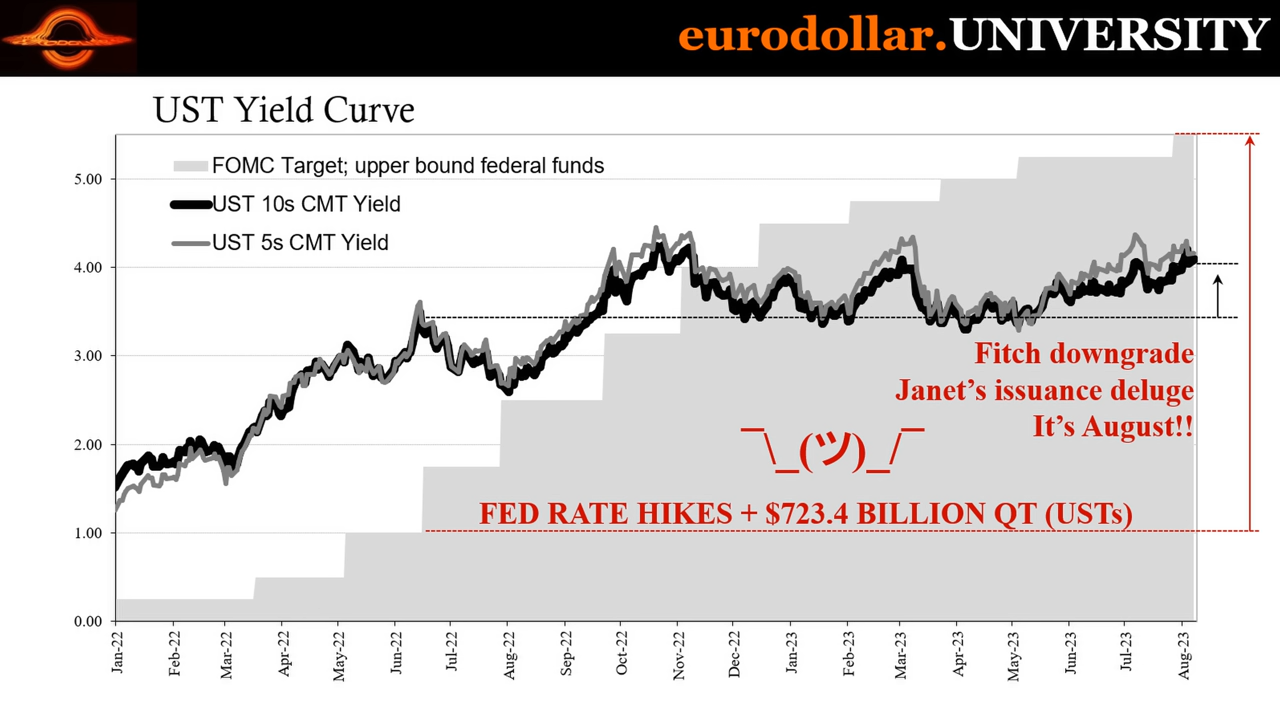 eurodollar.UNIVERSITY
UST Yield Curve
FOMC Target; upper bound federal funds
UST 10s CMT Yield
UST 5s CMT Yield
5.00
4.00
3.00
2.00
1.00
0.00
Fitch downgrade
Janet's issuance deluge
It's August!!
¯\_(ツ)_/¯
FED RATE HIKES + $723.4 BILLION QT (USTs)
Jan-22
Feb-22
Mar-22
Apr-22
May-22
Jun-22
Jul-22
Aug-22
Sep-22
Oct-22
Nov-22
Dec-22
Jan-23
Feb-23
Mar-23
Apr-23
May-23
Jun-23
Jul-23
Aug-23